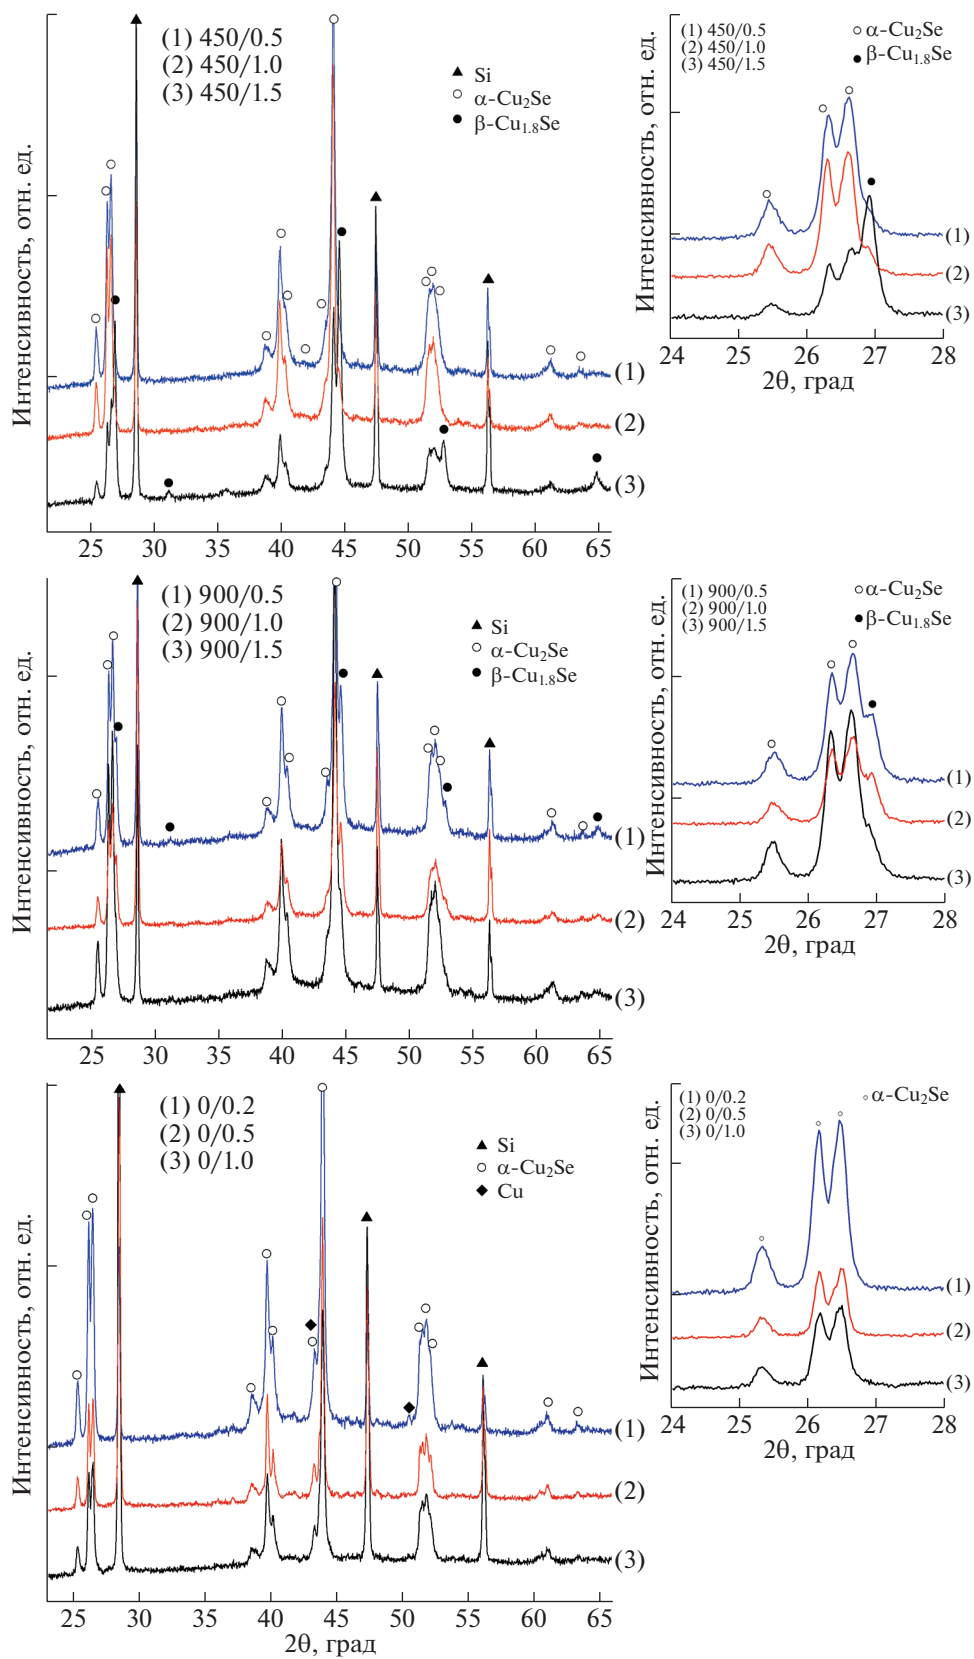 Интенсивность, отн. ед.
(1) 450/0.5
(2) 450/1.0
(3) 450/1.5
Si
α-Cu2Se
β-Cu1.8Se
(1)
(2)
(3)
25 30 35 40 45 50 55 60 65
Интенсивность, отн. ед.
(1) 450/0.5
(2) 450/1.0
(3) 450/1.5
α-Cu2Se
β-Cu1.8Se
(1)
(2)
(3)
24 25 26 27 28
2θ, град
Интенсивность, отн. ед.
(1) 900/0.5
(2) 900/1.0
(3) 900/1.5
Si
α-Cu2Se
β-Cu1.8Se
(1)
(2)
(3)
25 30 35 40 45 50 55 60 65
Интенсивность, отн. ед.
(1) 900/0.5
(2) 900/1.0
(3) 900/1.5
α-Cu2Se
β-Cu1.8Se
(1)
(2)
(3)
24 25 26 27 28
2θ, град
Интенсивность, отн. ед.
(1) 0/0.2
(2) 0/0.5
(3) 0/1.0
Si
α-Cu2Se
Cu
(1)
(2)
(3)
25 30 35 40 45 50 55 60 65
2θ, град
Интенсивность, отн. ед.
(1) 0/0.2
(2) 0/0.5
(3) 0/1.0
α-Cu2Se
(1)
(2)
(3)
24 25 26 27 28
2θ, град